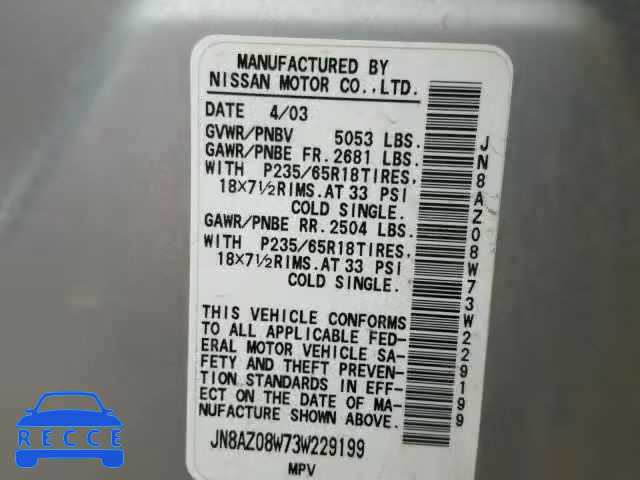 MANUFACTURED BY
NISSAN MOTOR CO.,LTD.
DATE 4/03
GVWR/PNBV 5053 LBS.
GAWR/PNBE FR. 2681 LBS.
WITH P235/65R18TIRES,
18×7½RIMS.AT 33 PSI
COLD SINGLE.
GAWR/PNBE RR. 2504 LBS.
WITH P235/65R18TIRES,
18×7½RIMS.AT 33 PSI
COLD SINGLE.
THIS VEHICLE CONFORMS
TO ALL APPLICABLE FED-
ERAL MOTOR VEHICLE SA-
FETY AND THEFT PREVEN-
TION STANDARDS IN EFF-
ECT ON THE DATE OF MA-
NUFACTURE SHOWN ABOVE.
JN8AZ08W73W229199
MPV
JN8AZ08W73W229199
AUTO AUCTION HISTORY